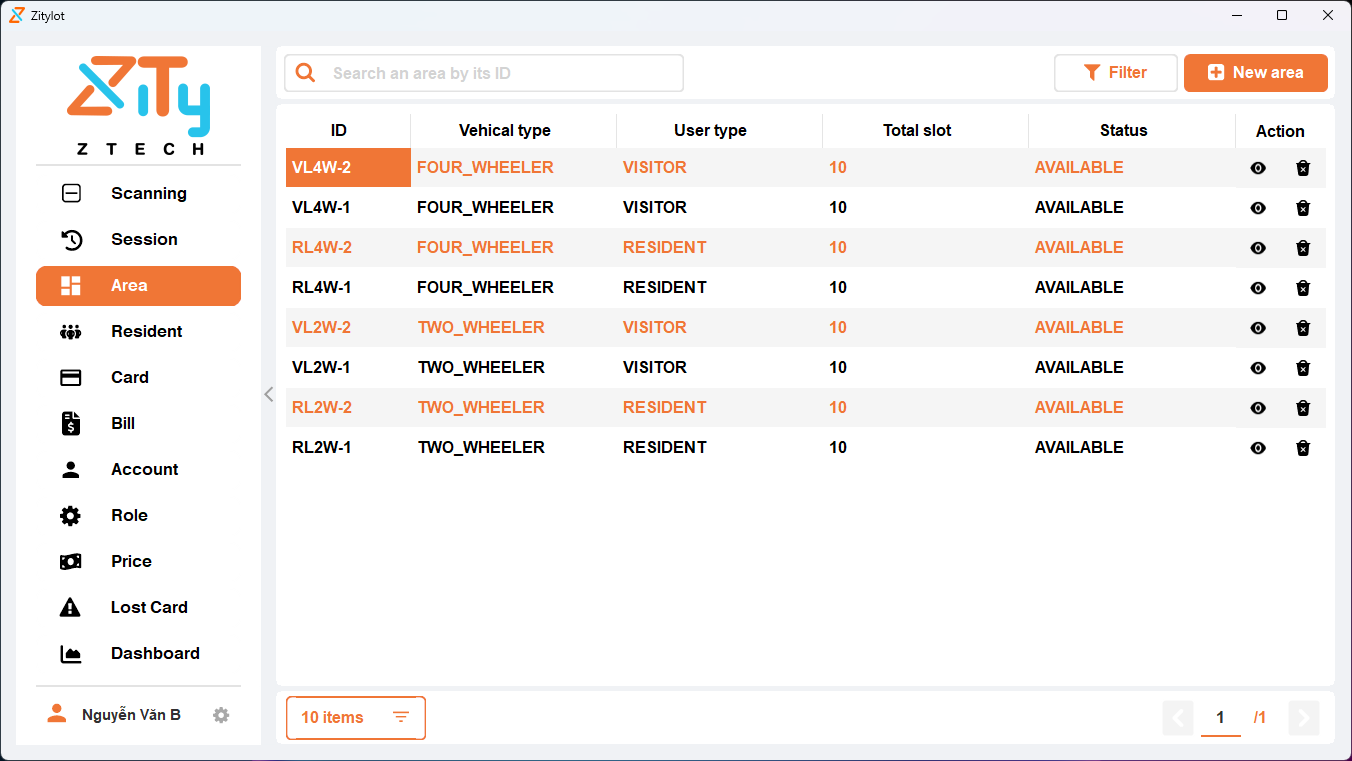 Zitylot
ZiTy
Z T E C H
Scanning
Session
Area
Resident
Card
Bill
Account
Role
Price
Lost Card
Dashboard
Nguyễn Văn B
Search an area by its ID
Filter
New area
ID Vehical type User type Total slot Status Action
VL4W-2 FOUR_WHEELER VISITOR 10 AVAILABLE
VL4W-1 FOUR_WHEELER VISITOR 10 AVAILABLE
RL4W-2 FOUR_WHEELER RESIDENT 10 AVAILABLE
RL4W-1 FOUR_WHEELER RESIDENT 10 AVAILABLE
VL2W-2 TWO_WHEELER VISITOR 10 AVAILABLE
VL2W-1 TWO_WHEELER VISITOR 10 AVAILABLE
RL2W-2 TWO_WHEELER RESIDENT 10 AVAILABLE
RL2W-1 TWO_WHEELER RESIDENT 10 AVAILABLE
10 items
1 /1